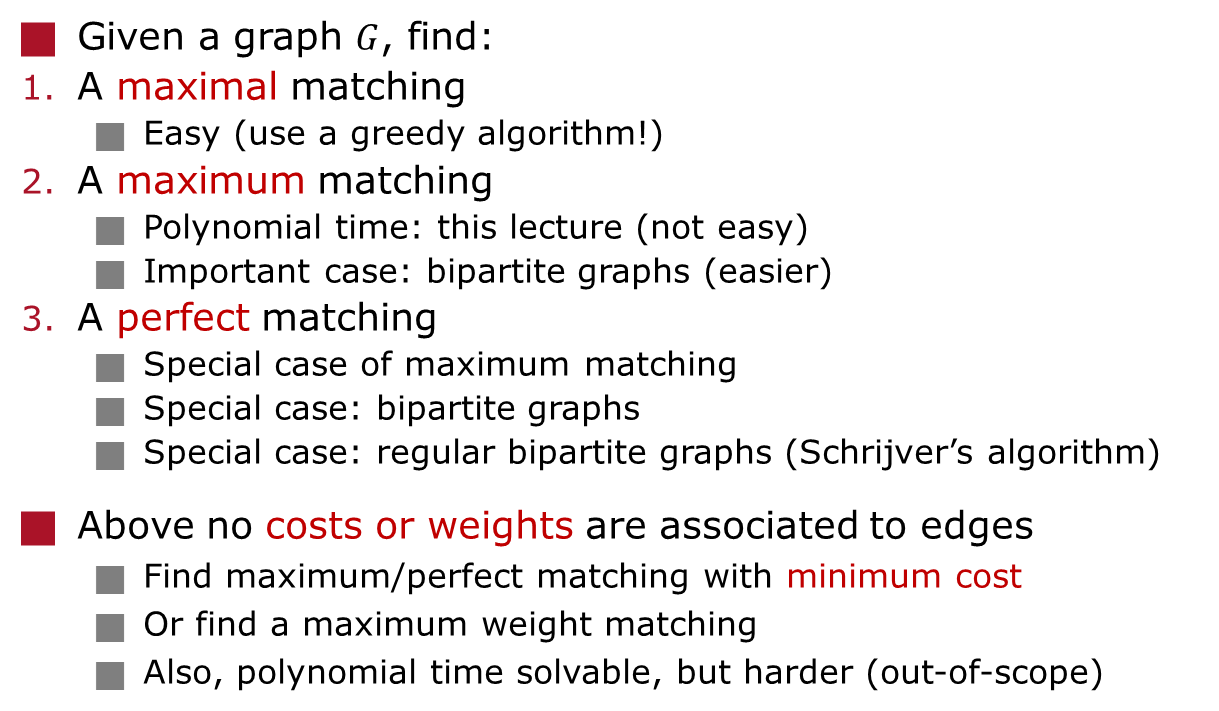 Given a graph G, find:
1. A maximal matching
Easy (use a greedy algorithm!)
2. A maximum matching
Polynomial time: this lecture (not easy)
Important case: bipartite graphs (easier)
3. A perfect matching
Special case of maximum matching
Special case: bipartite graphs
Special case: regular bipartite graphs (Schrijver’s algorithm)
Above no costs or weights are associated to edges
Find maximum/perfect matching with minimum cost
Or find a maximum weight matching
Also, polynomial time solvable, but harder (out-of-scope)